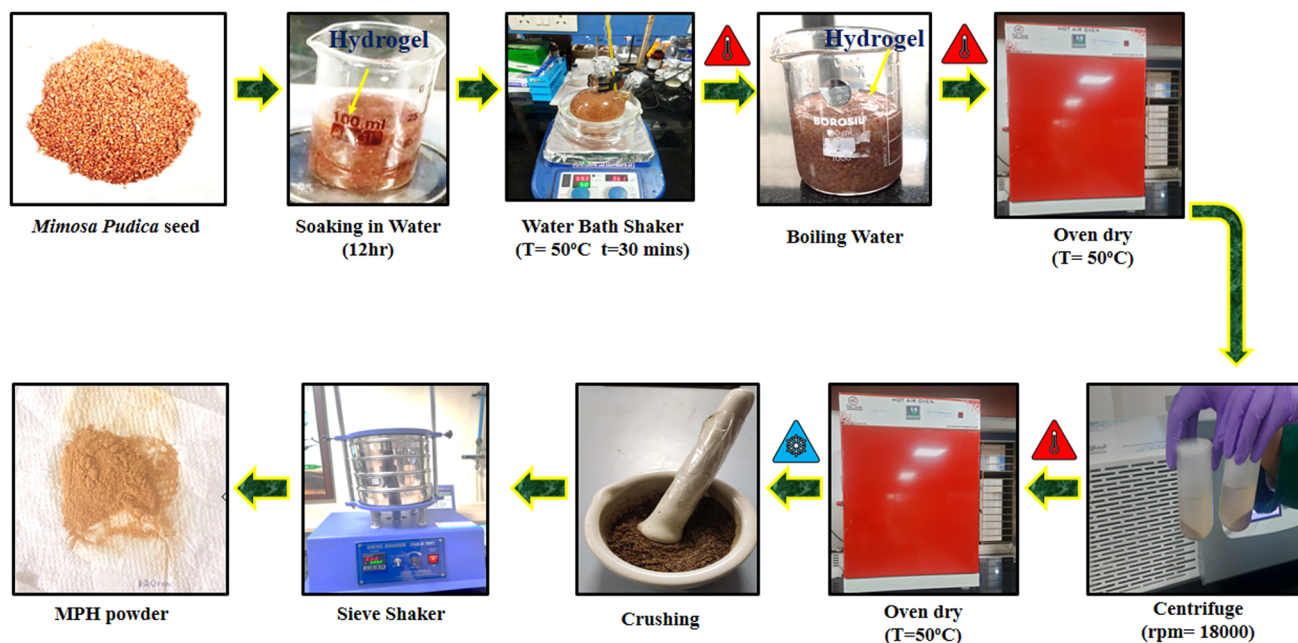 Hydrogel
100 ml
Hydrogel
BOROSIL
1000
HOT AIR OVEN
Mimosa Pudica seed
Soaking in Water
(12hr)
Water Bath Shaker
(T= 50ºC t=30 mins)
Boiling Water
Oven dry
(T= 50ºC)
HOT AIR OVEN
SIEVE SHAKER
MPH powder
Sieve Shaker
Crushing
Oven dry
(T=50ºC)
Centrifuge
(rpm= 18000)